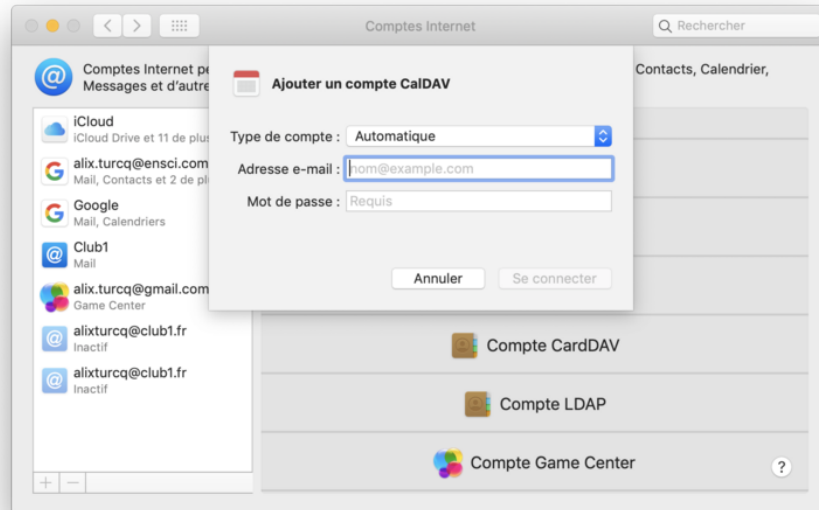 Comptes Internet
Rechercher
Comptes Internet
Messages et d'autre
Contacts, Calendrier,
Ajouter un compte CalDAV
Type de compte : Automatique
Adresse e-mail : nom@example.com
Mot de passe : Requis
Annuler
Se connecter
iCloud
iCloud Drive et 11 de plus
alix.turcq@ensci.com
Mail, Contacts et 2 de
Google
Mail, Calendriers
Club1
Mail
alix.turcq@gmail.com
Game Center
alixturcq@club1.fr
Inactif
alixturcq@club1.fr
Inactif
Compte CardDAV
Compte LDAP
Compte Game Center
?